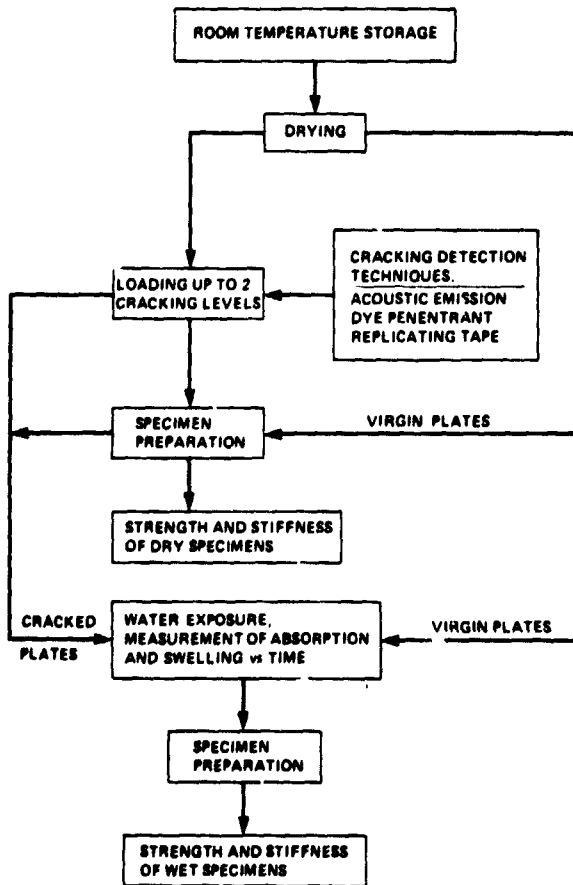 ROOM TEMPERATURE STORAGE
DRYING
LOADING UP TO 2
CRACKING LEVELS
CRACKING DETECTION
TECHNIQUES.
ACOUSTIC EMISSION
DYE PENENTRANT
REPLICATING TAPE
SPECIMEN
PREPARATION
VIRGIN PLATES
STRENGTH AND STIFFNESS
OF DRY SPECIMENS
CRACKED
PLATES
WATER EXPOSURE,
MEASUREMENT OF ABSORPTION
AND SWELLING vs TIME
VIRGIN PLATES
SPECIMEN
PREPARATION
STRENGTH AND STIFFNESS
OF WET SPECIMENS